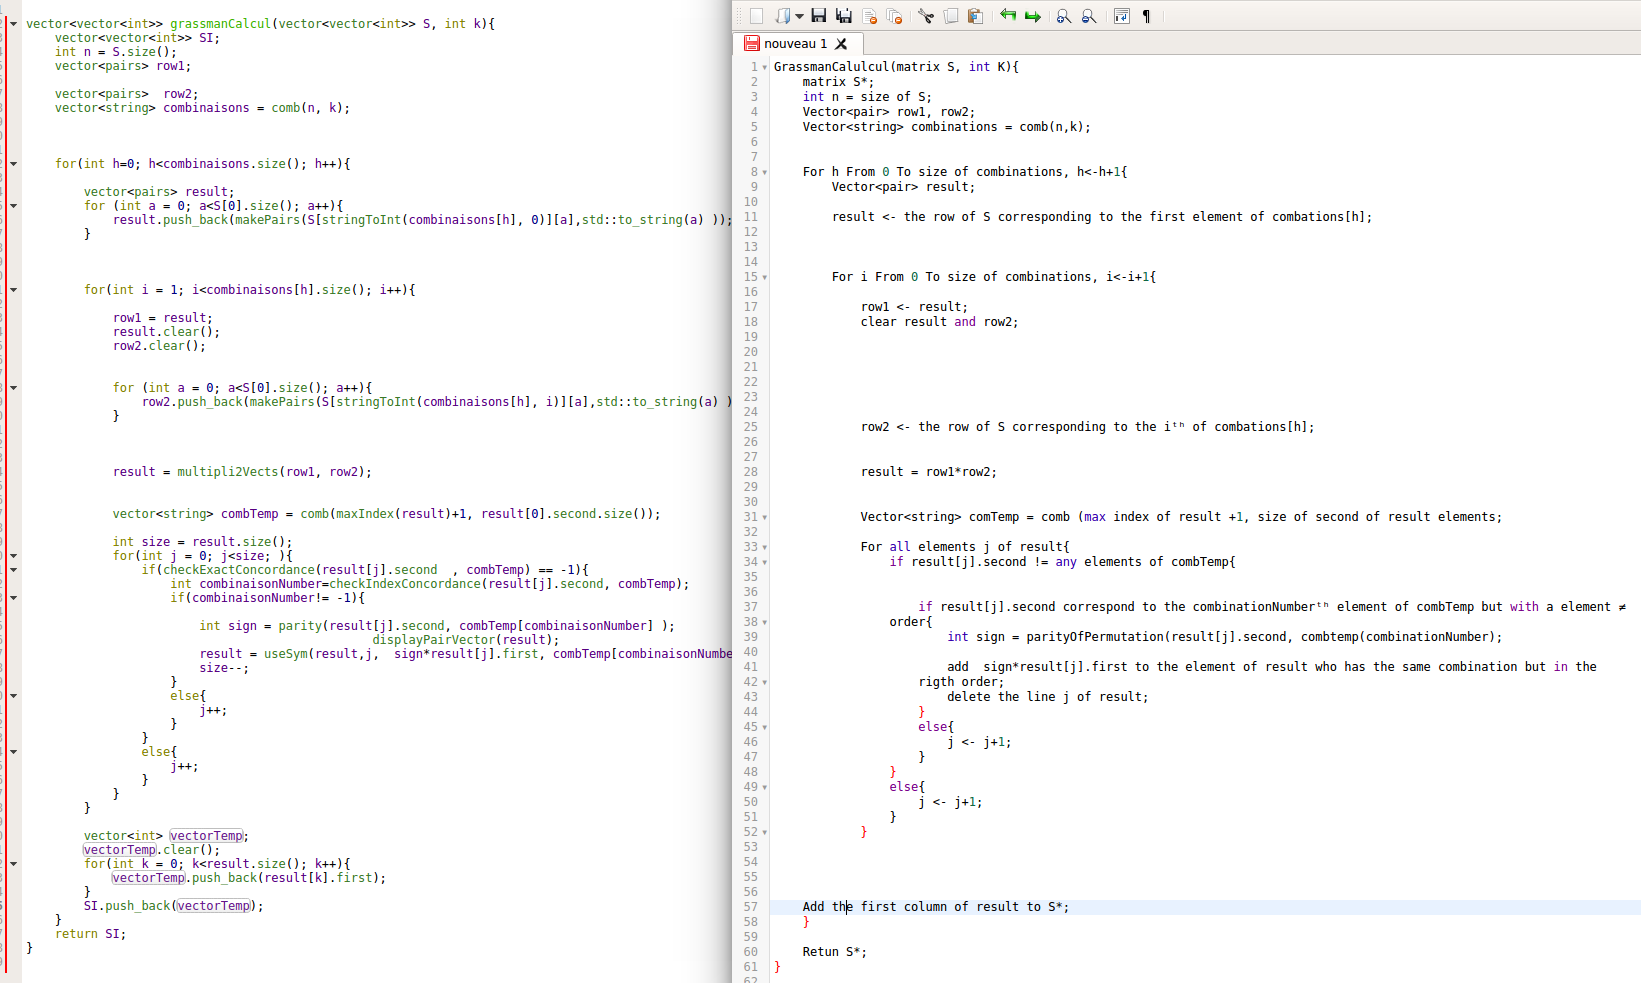 vector<vector<int>> grassmanCalcul(vector<vector<int>> S, int k){
vector<vector<int>> SI;
int n = S.size();
vector<pairs> row1;
vector<pairs>  row2;
vector<string> combinaisons = comb(n, k);
for(int h=0; h<combinaisons.size(); h++){
vector<pairs> result;
for (int a = 0; a<S[0].size(); a++){
result.push_back(makePairs(S[stringToInt(combinaisons[h], 0)][a],std::to_string(a) ));
}
for(int i = 1; i<combinaisons[h].size(); i++){
row1 = result;
result.clear();
row2.clear();
for (int a = 0; a<S[0].size(); a++){
row2.push_back(makePairs(S[stringToInt(combinaisons[h], i)][a],std::to_string(a) )
}
result = multipli2Vects(row1, row2);
vector<string> combTemp = comb(maxIndex(result)+1, result[0].second.size());
int size = result.size();
for(int j = 0; j<size; ){
if(checkExactConcordance(result[j].second  , combTemp) == -1){
int combinaisonNumber=checkIndexConcordance(result[j].second, combTemp);
if(combinaisonNumber!= -1){
int sign = parity(result[j].second, combTemp[combinaisonNumber] );
displayPairVector(result);
result = useSym(result,j,  sign*result[j].first, combTemp[combinaisonNumbe
size--;
}
else{
j++;
}
}
else{
j++;
}
}
}
vector<int> vectorTemp;
vectorTemp.clear();
for(int k = 0; k<result.size(); k++){
vectorTemp.push_back(result[k].first);
}
SI.push_back(vectorTemp);
}
return SI;
}
nouveau 1
1 GrassmanCalulcul(matrix S, int K){
2 matrix S*;
3 int n = size of S;
4 Vector<pair> row1, row2;
5 Vector<string> combinations = comb(n,k);
6
7
8 For h From 0 To size of combinations, h<-h+1{
9 Vector<pair> result;
10
11 result <- the row of S corresponding to the first element of combations[h];
12
13
14
15 For i From 0 To size of combinations, i<-i+1{
16
17 row1 <- result;
18 clear result and row2;
19
20
21
22
23
24
25 row2 <- the row of S corresponding to the iᵗʰ of combations[h];
26
27
28 result = row1*row2;
29
30
31 Vector<string> comTemp = comb (max index of result +1, size of second of result elements;
32
33 For all elements j of result{
34 if result[j].second != any elements of combTemp{
35
36
37 if result[j].second correspond to the combinationNumberᵗʰ element of combTemp but with a element ≠
38 order{
39 int sign = parityOfPermutation(result[j].second, combtemp(combinationNumber);
40
41 add  sign*result[j].first to the element of result who has the same combination but in the
42 rigth order;
43 delete the line j of result;
44 }
45 else{
46 j <- j+1;
47 }
48 }
49 else{
50 j <- j+1;
51 }
52 }
53
54
55
56
57 Add the first column of result to S*;
58 }
59
60 Retun S*;
61 }
62